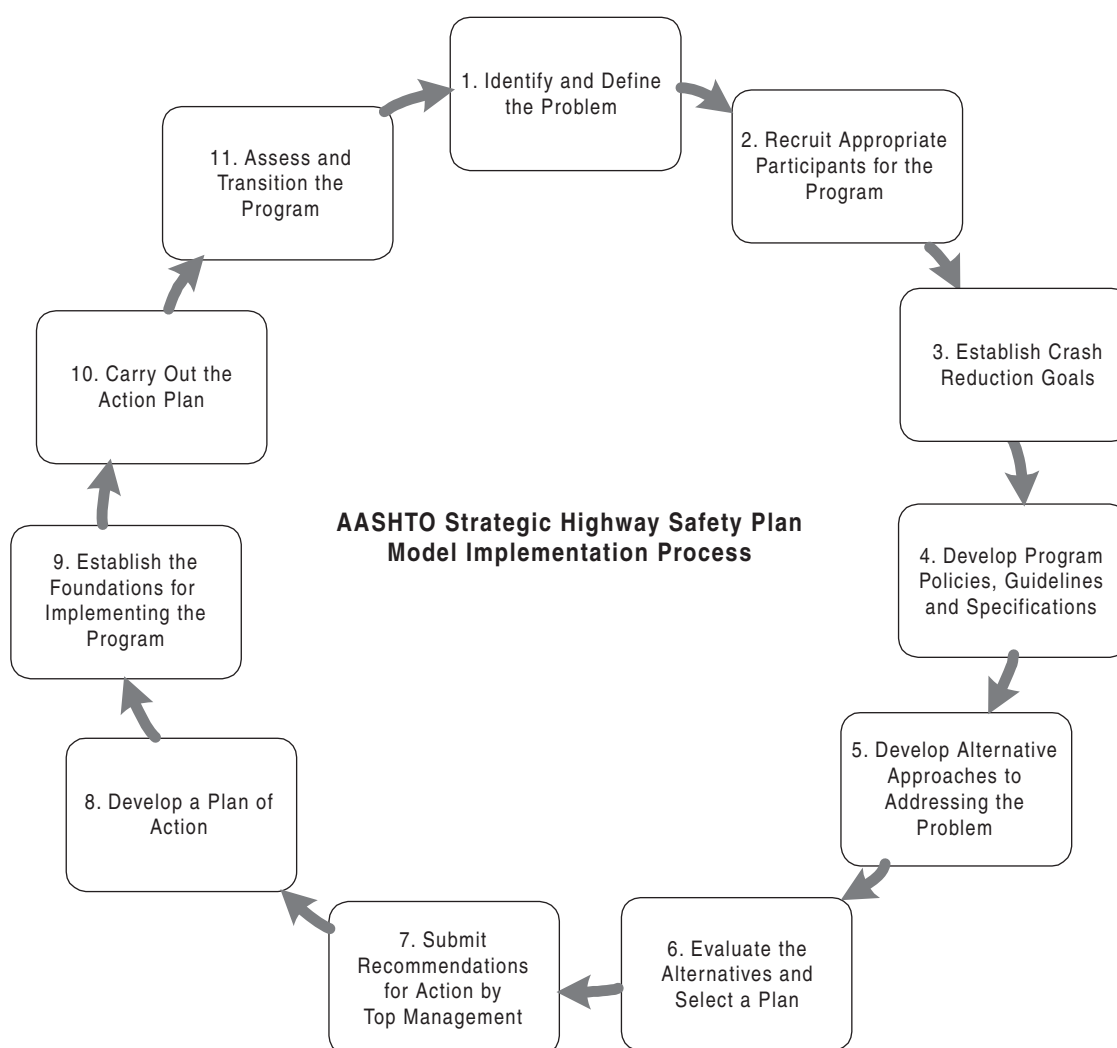 1. Identify and Define
the Problem
2. Recruit Appropriate
Participants for the
Program
3. Establish Crash
Reduction Goals
4. Develop Program
Policies, Guidelines
and Specifications
5. Develop Alternative
Approaches to
Addressing the
Problem
6. Evaluate the
Alternatives and
Select a Plan
7. Submit
Recommendations
for Action by
Top Management
8. Develop a Plan of
Action
9. Establish the
Foundations for
Implementing the
Program
10. Carry Out the
Action Plan
11. Assess and
Transition the
Program
AASHTO Strategic Highway Safety Plan
Model Implementation Process